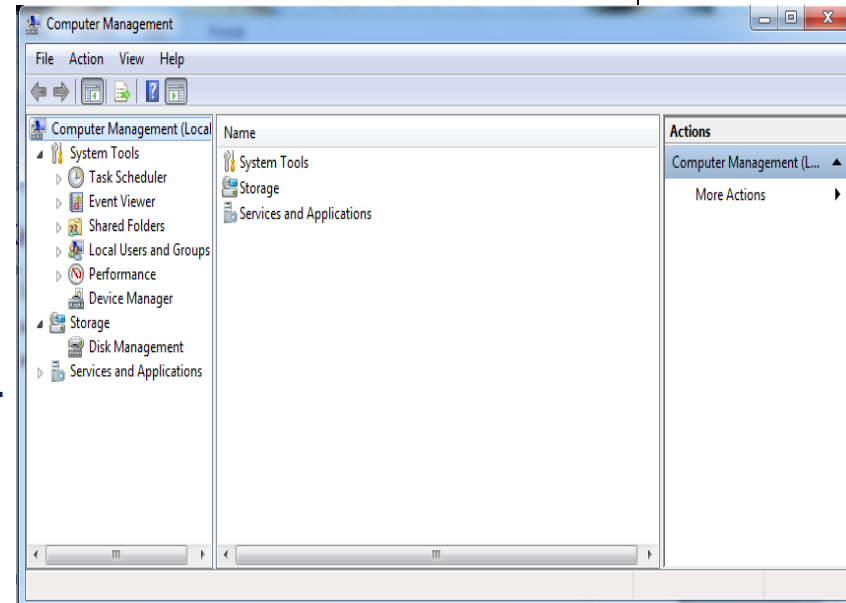 Computer Management
File Action View Help
Computer Management (Local
System Tools
Task Scheduler
Event Viewer
Shared Folders
Local Users and Groups
Performance
Device Manager
Storage
Disk Management
Services and Applications
Name
System Tools
Storage
Services and Applications
Actions
Computer Management (L...
More Actions